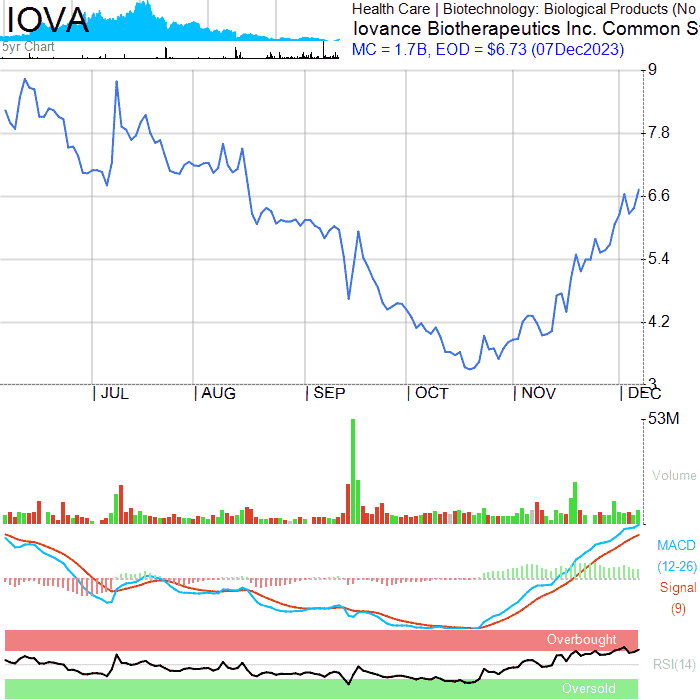 IOVA
5yr Chart
Health Care | Biotechnology: Biological Products (No
Iovance Biotherapeutics Inc. Common S
MC = 1.7B, EOD = $6.73 (07Dec2023)
9
7.8
6.6
5.4
4.2
3
JUL AUG SEP OCT NOV DEC
53M
Volume
MACD
(12-26)
Signal
(9)
Overbought
RSI(14)
Oversold